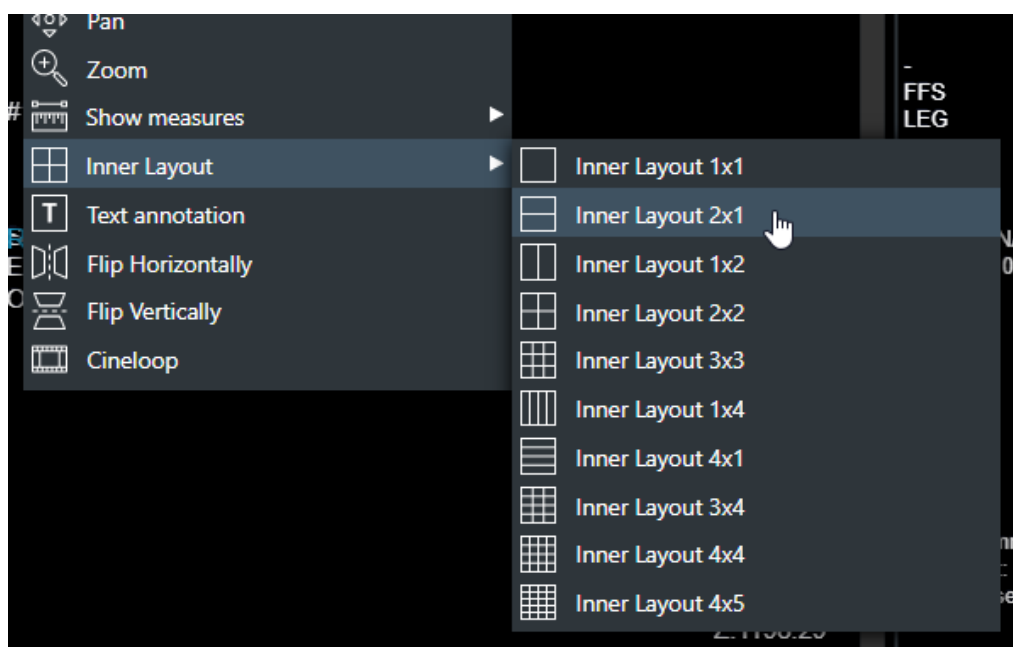 Pan
Zoom
Show measures
Inner Layout
Text annotation
Flip Horizontally
Flip Vertically
Cineloop
Inner Layout 1x1
Inner Layout 2x1
Inner Layout 1x2
Inner Layout 2x2
Inner Layout 3x3
Inner Layout 1x4
Inner Layout 4x1
Inner Layout 3x4
Inner Layout 4x4
Inner Layout 4x5
-
FFS
LEG
#